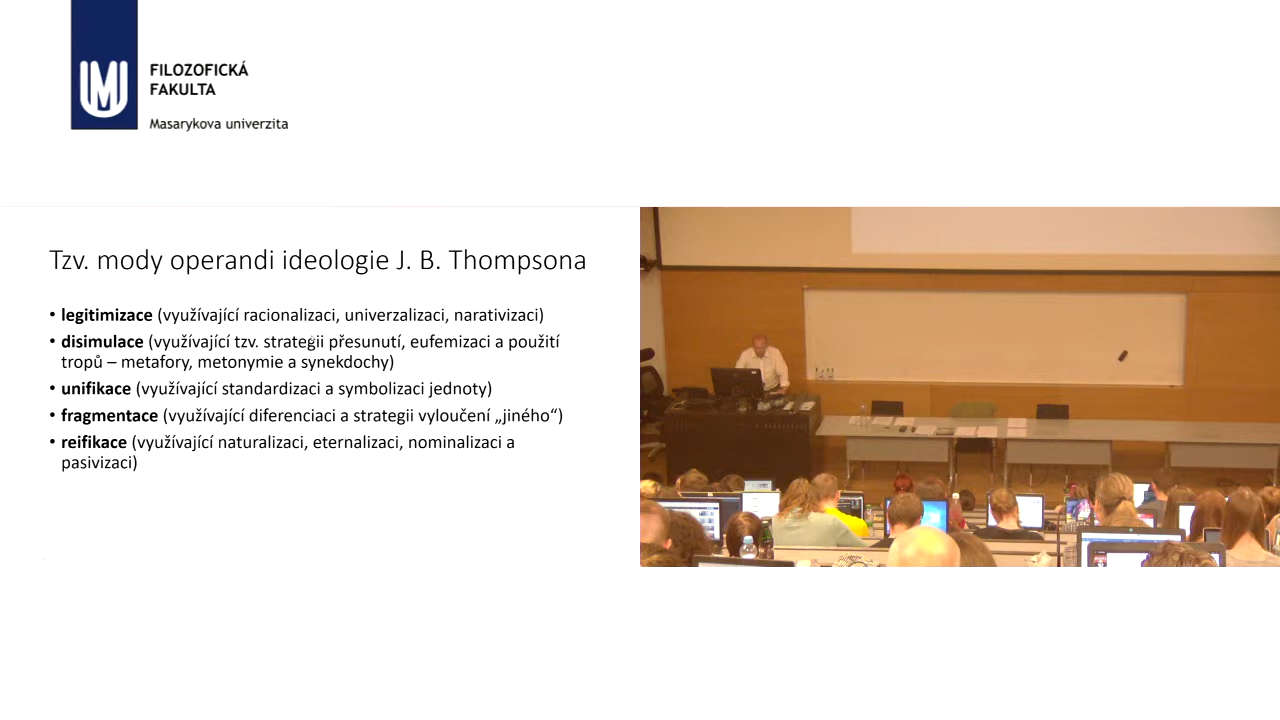 FILOZOFICKÁ
FAKULTA
Masarykova univerzita
Tzv. mody operandi ideologie J. B. Thompsona
• legitimizace (využívající racionalizaci, univerzalizaci, narativizaci)
• disimulace (využívající tzv. strategii přesunutí, eufemizaci a použití
tropů – metafory, metonymie a synekdochy)
• unifikace (využívající standardizaci a symbolizaci jednoty)
• fragmentace (využívající diferenciaci a strategii vyloučení „jiného“)
• reifikace (využívající naturalizaci, eternalizaci, nominalizaci a
pasivizaci)